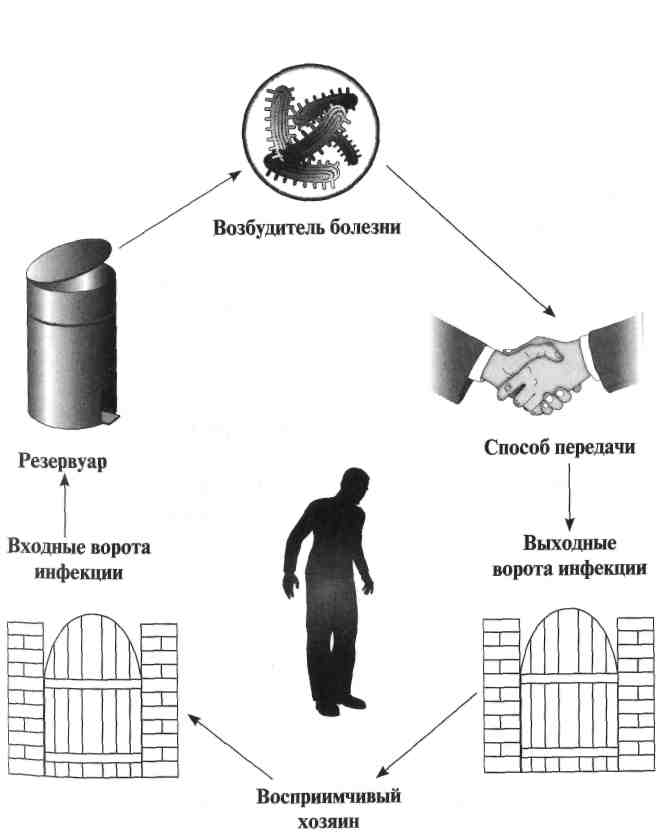 Возбудитель болезни
Резервуар
Способ передачи
Входные ворота
инфекции
Выходные
ворота инфекции
Восприимчивый
хозяин